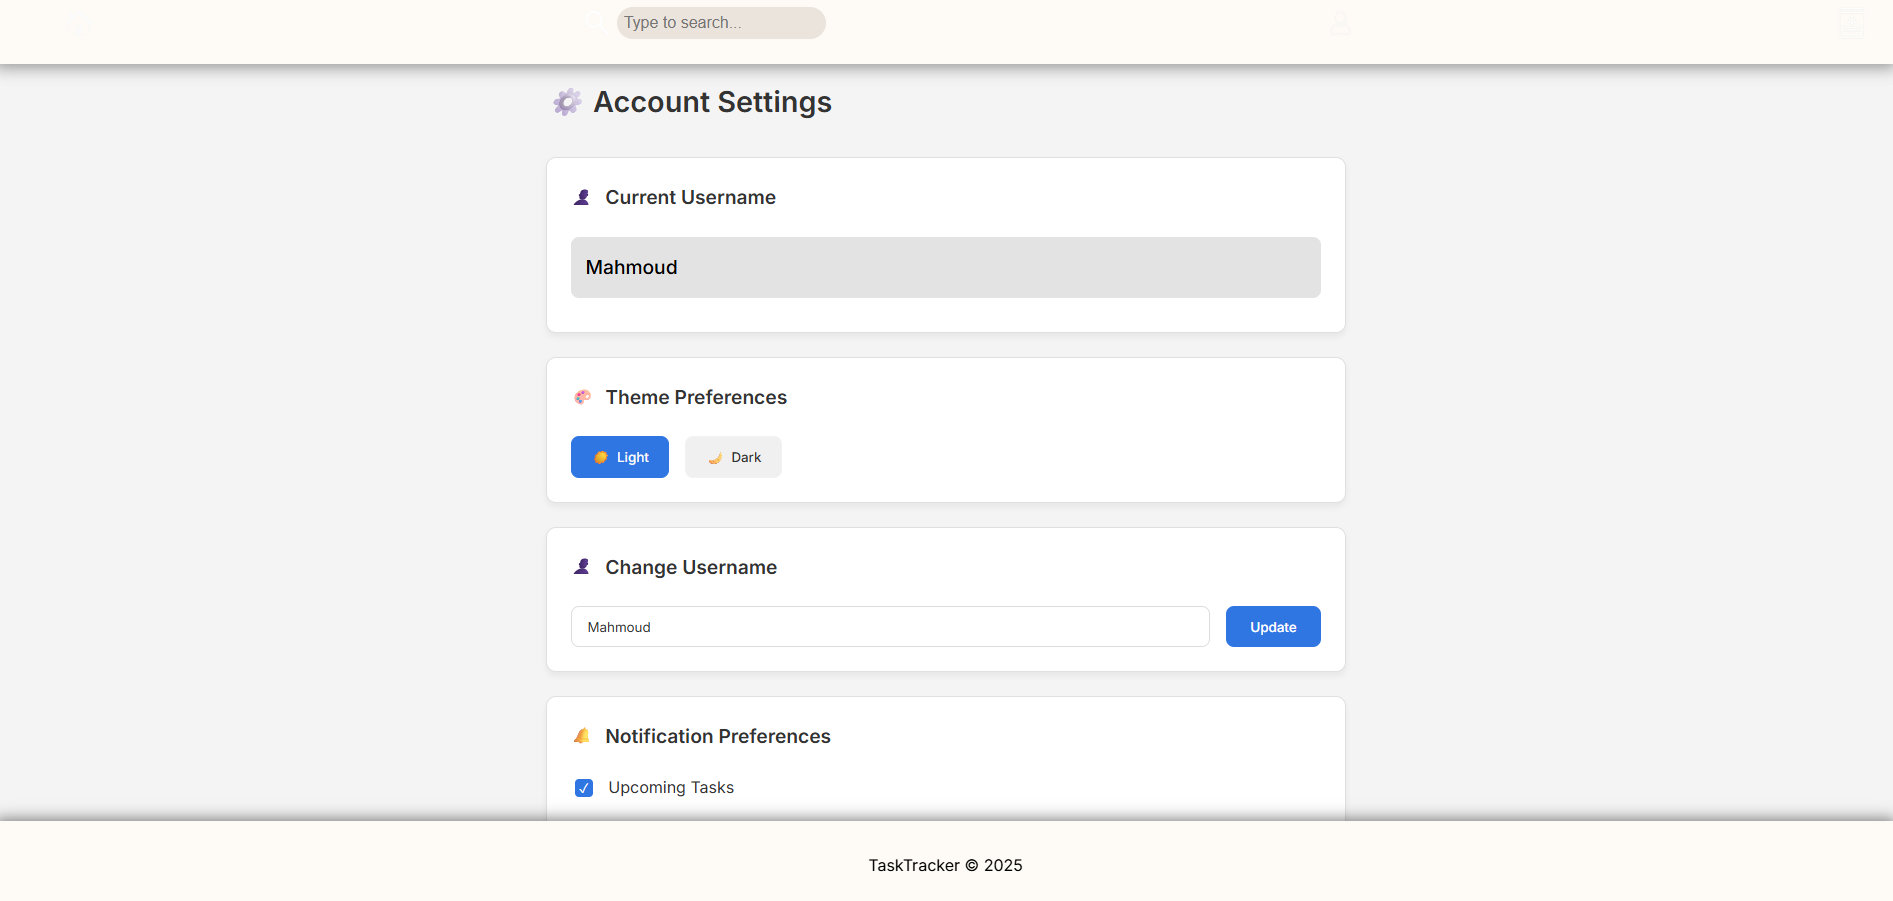 Type to search...
Account Settings
Current Username
Mahmoud
Theme Preferences
Light
Dark
Change Username
Mahmoud
Update
Notification Preferences
Upcoming Tasks
TaskTracker © 2025